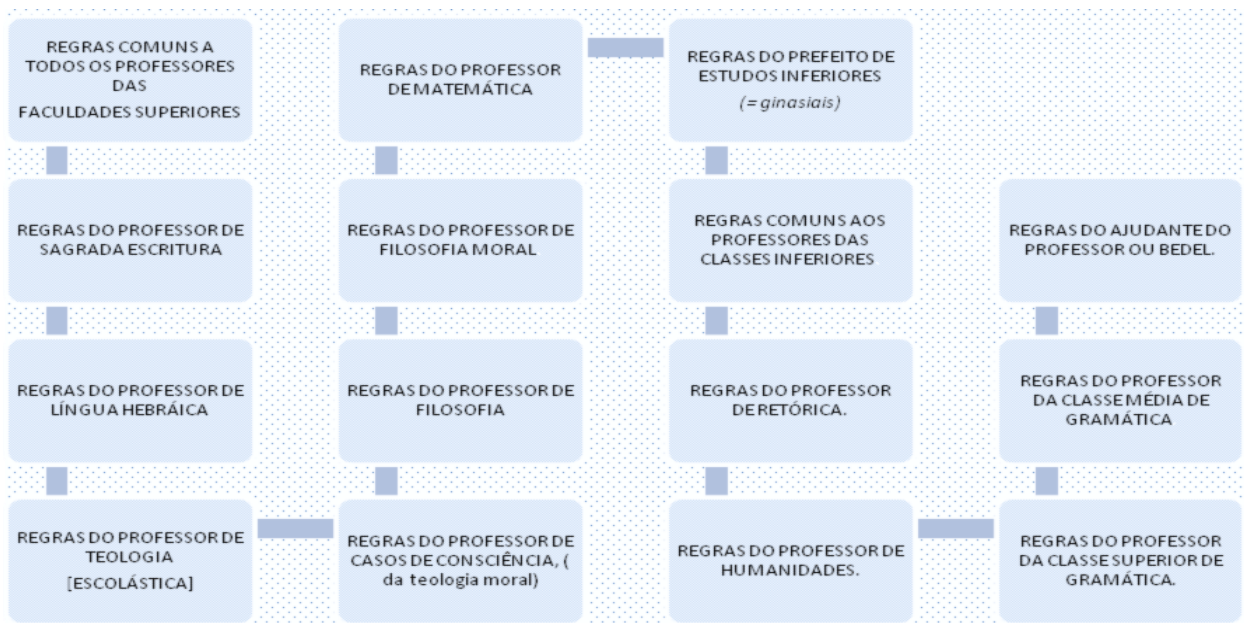 REGRAS COMUNS A
TODOS OS PROFESSORES
DAS
FACULDADES SUPERIORES
REGRAS DO PROFESSOR DE
SAGRADA ESCRITURA
REGRAS DO PROFESSOR DE
LÍNGUA HEBRÁICA
REGRAS DO PROFESSOR DE
TEOLOGIA
[ESCOLÁSTICA]
REGRAS DO PROFESSOR DE
CASOS DE CONSCIÊNCIA, (
da teologia moral)
REGRAS DO PROFESSOR DE
FILOSOFIA
REGRAS DO PROFESSOR DE
FILOSOFIA MORAL
REGRAS DO PROFESSOR
DE MATEMÁTICA
REGRAS DO PREFEITO DE
ESTUDOS INFERIORES
(= ginasiais)
REGRAS COMUNS AOS
PROFESSORES DAS
CLASSES INFERIORES
REGRAS DO PROFESSOR
DE RETÓRICA.
REGRAS DO PROFESSOR DE
HUMANIDADES.
REGRAS DO PROFESSOR
DA CLASSE SUPERIOR DE
GRAMÁTICA.
REGRAS DO PROFESSOR
DA CLASSE MÉDIA DE
GRAMÁTICA
REGRAS DO AJUDANTE DO
PROFESSOR OU BEDEL.